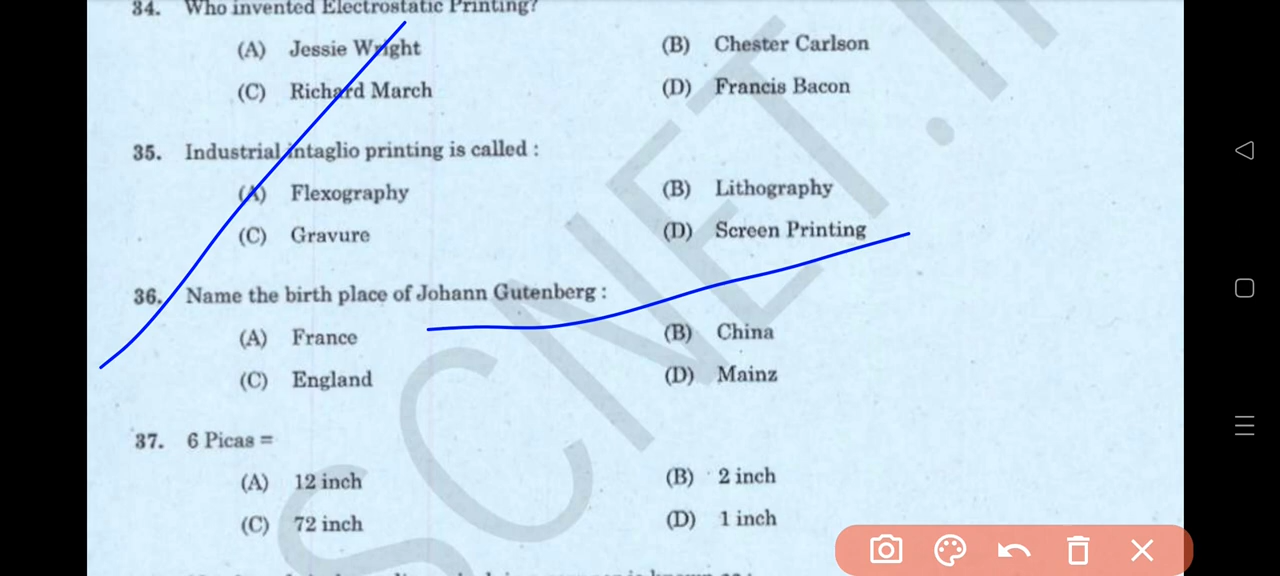 34. Who invented Electrostatic Printing?
(A) Jessie Wright (B) Chester Carlson
(C) Richard March (D) Francis Bacon
35. Industrial intaglio printing is called :
(A) Flexography (B) Lithography
(C) Gravure (D) Screen Printing
36. Name the birth place of Johann Gutenberg :
(A) France (B) China
(C) England (D) Mainz
37. 6 Picas =
(A) 12 inch (B) 2 inch
(C) 72 inch (D) 1 inch